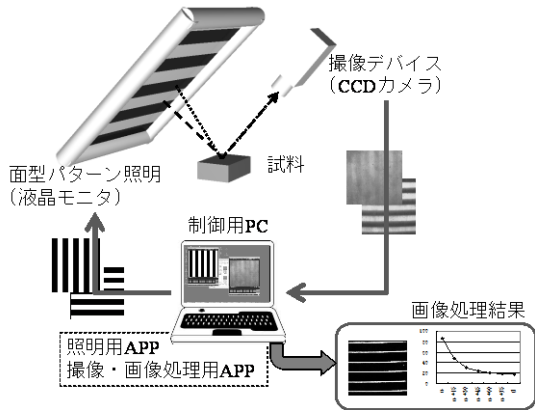 撮像デバイス
(CCDカメラ)
試料
面型パターン照明
(液晶モニタ)
制御用PC
照明用APP
撮像・画像処理用APP
画像処理結果